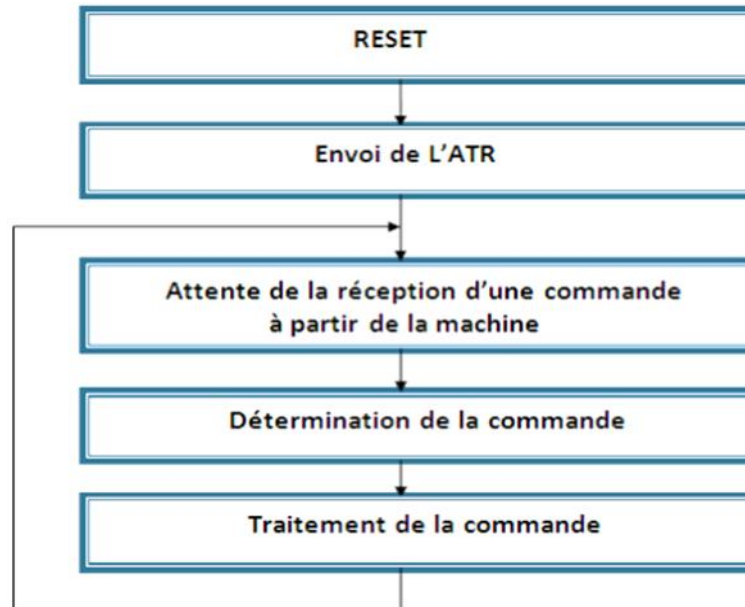 RESET
Envoi de L’ATR
Attente de la réception d’une commande
à partir de la machine
Détermination de la commande
Traitement de la commande